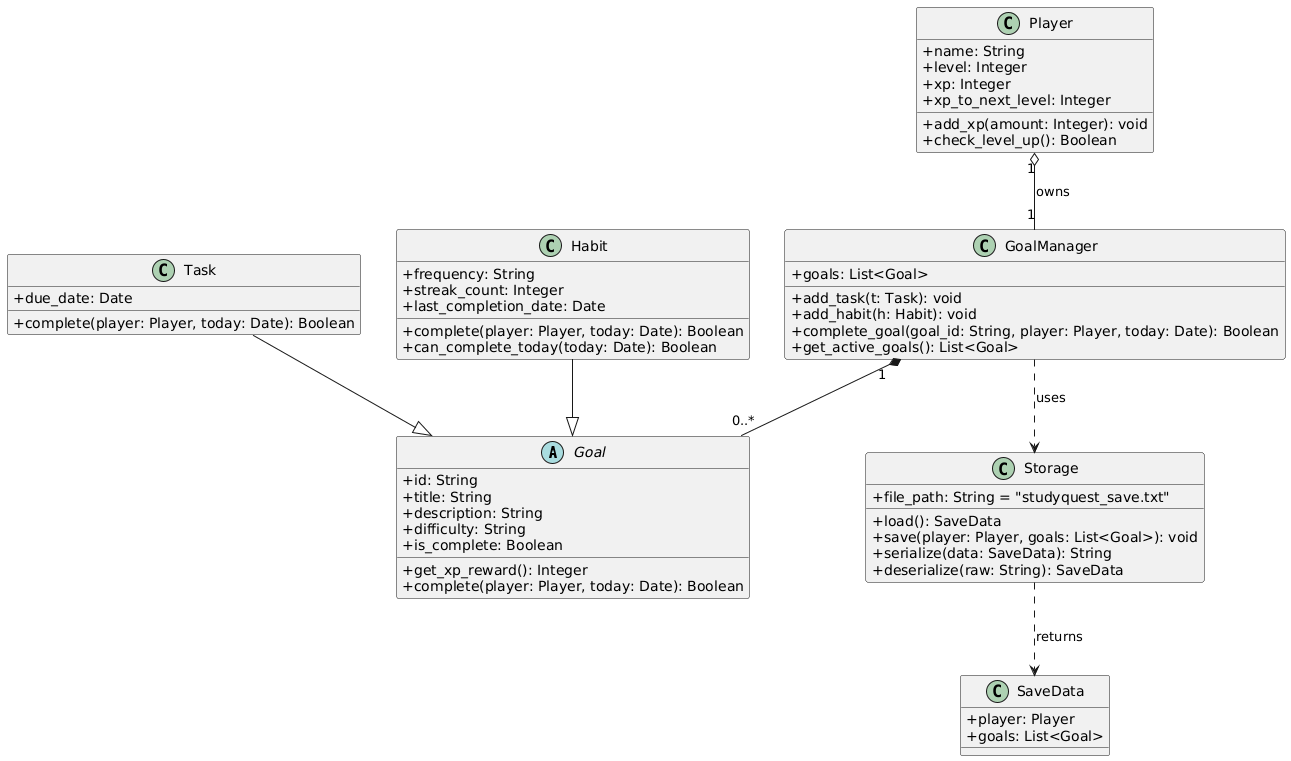 C Player
+name: String
+level: Integer
+xp: Integer
+xp_to_next_level: Integer
+add_xp(amount: Integer): void
+check_level_up(): Boolean
1
owns
1
C Task
+due_date: Date
+complete(player: Player, today: Date): Boolean
C Habit
+frequency: String
+streak_count: Integer
+last_completion_date: Date
+complete(player: Player, today: Date): Boolean
+can_complete_today(today: Date): Boolean
C GoalManager
+goals: List<Goal>
+add_task(t: Task): void
+add_habit(h: Habit): void
+complete_goal(goal_id: String, player: Player, today: Date): Boolean
+get_active_goals(): List<Goal>
1
0..*
uses
A Goal
+id: String
+title: String
+description: String
+difficulty: String
+is_complete: Boolean
+get_xp_reward(): Integer
+complete(player: Player, today: Date): Boolean
C Storage
+file_path: String = "studyquest_save.txt"
+load(): SaveData
+save(player: Player, goals: List<Goal>): void
+serialize(data: SaveData): String
+deserialize(raw: String): SaveData
returns
C SaveData
+player: Player
+goals: List<Goal>